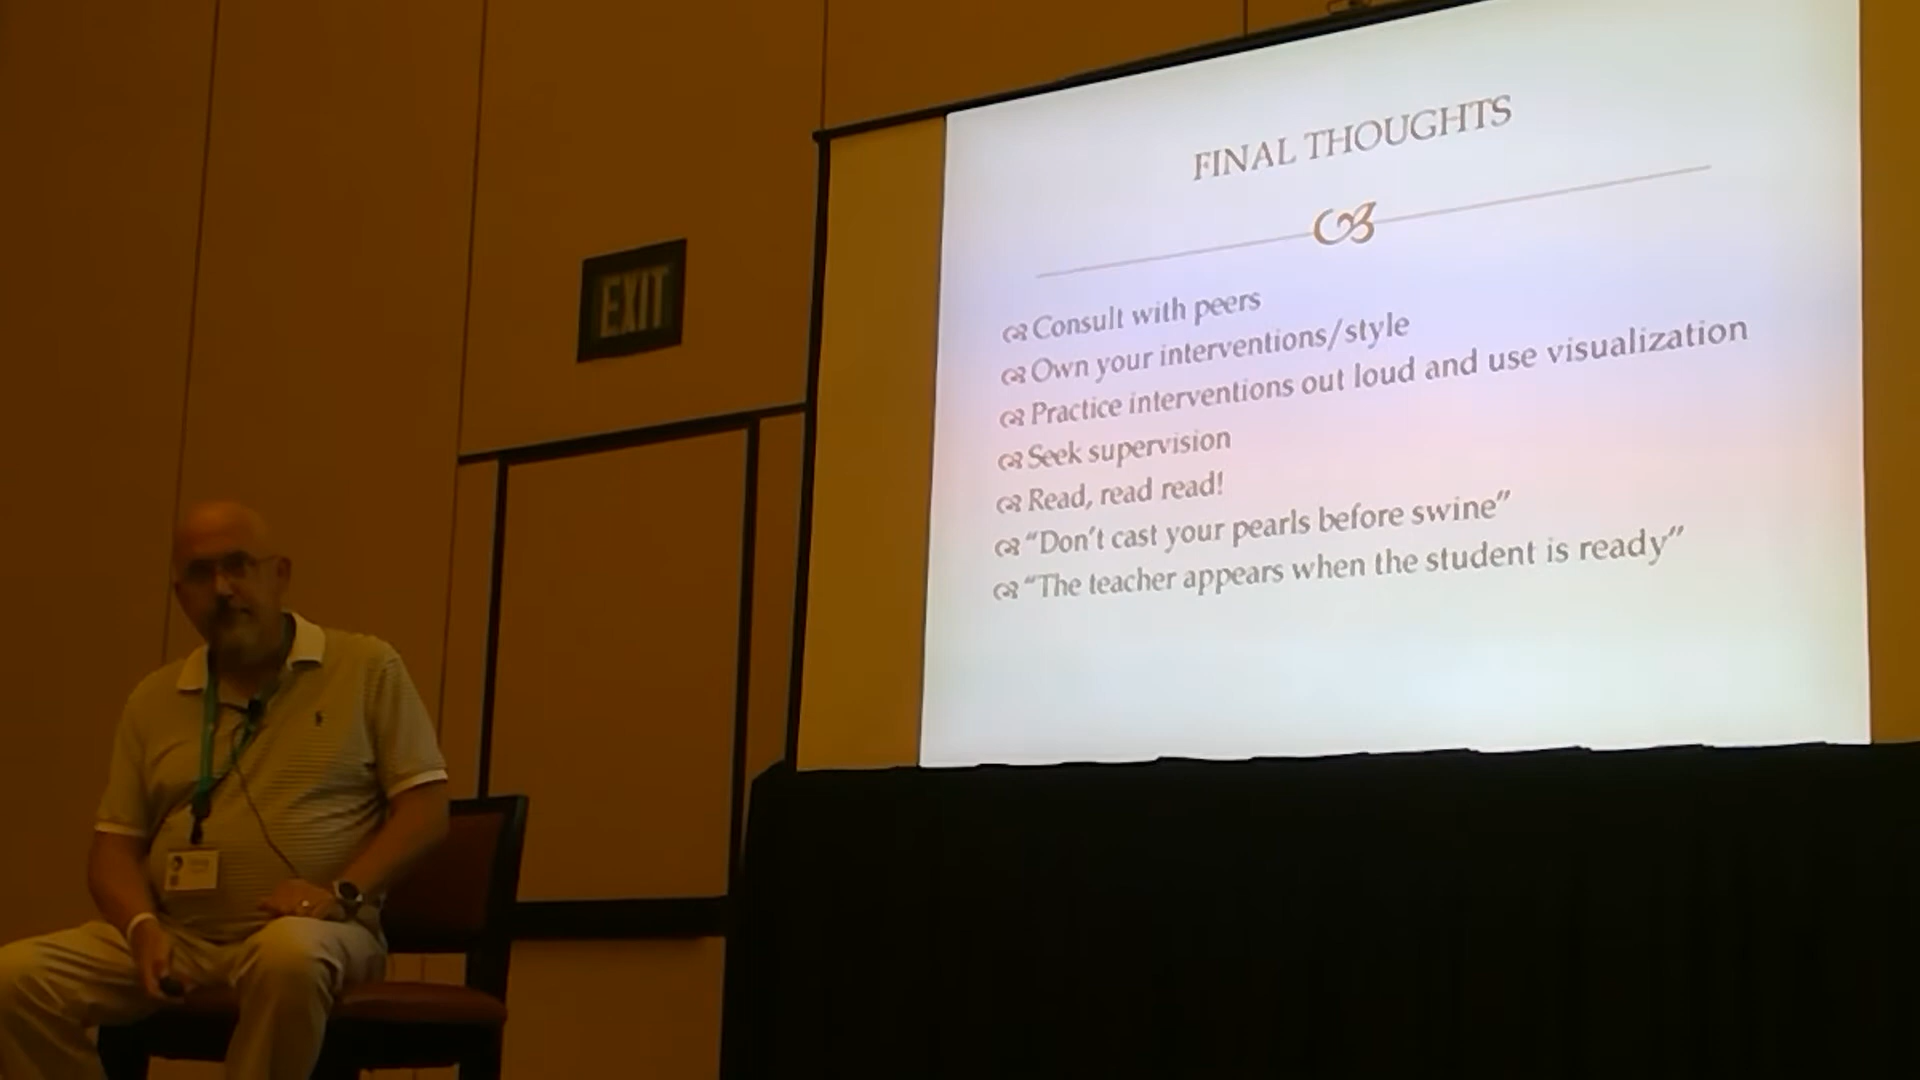 FINAL THOUGHTS
EXIT
Consult with peers
Own your interventions/style
Practice interventions out loud and use visualization
Seek supervision
Read, read read!
“Don’t cast your pearls before swine”
“The teacher appears when the student is ready”